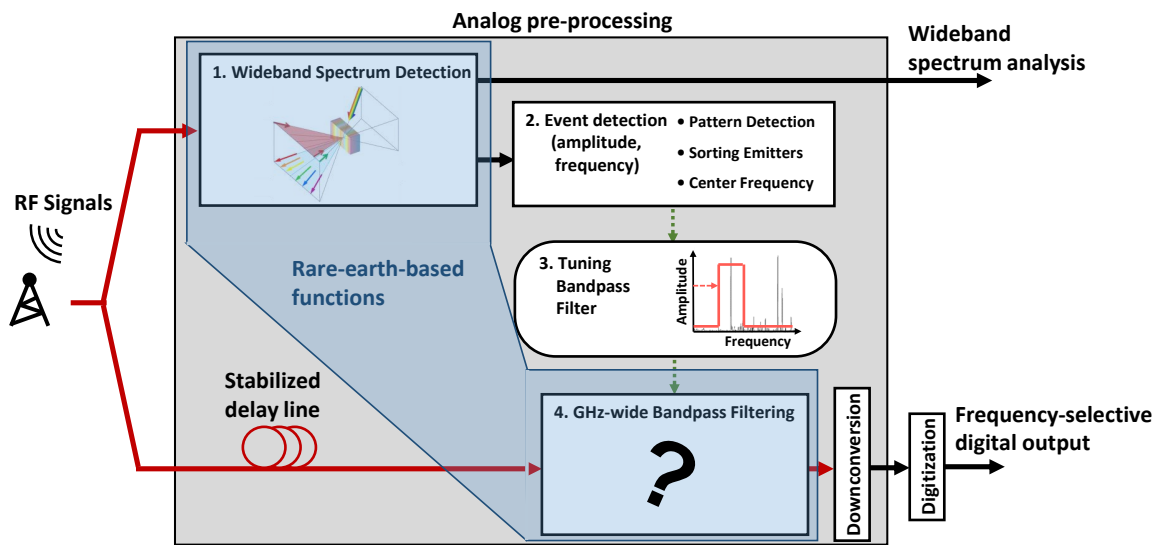 Analog pre-processing
Wideband
spectrum analysis
1. Wideband Spectrum Detection
2. Event detection
(amplitude,
frequency)
• Pattern Detection
• Sorting Emitters
• Center Frequency
RF Signals
Rare-earth-based
functions
3. Tuning
Bandpass
Filter
Amplitude
Frequency
Stabilized
delay line
4. GHz-wide Bandpass Filtering
?
Downconversion
Digitization
Frequency-selective
digital output